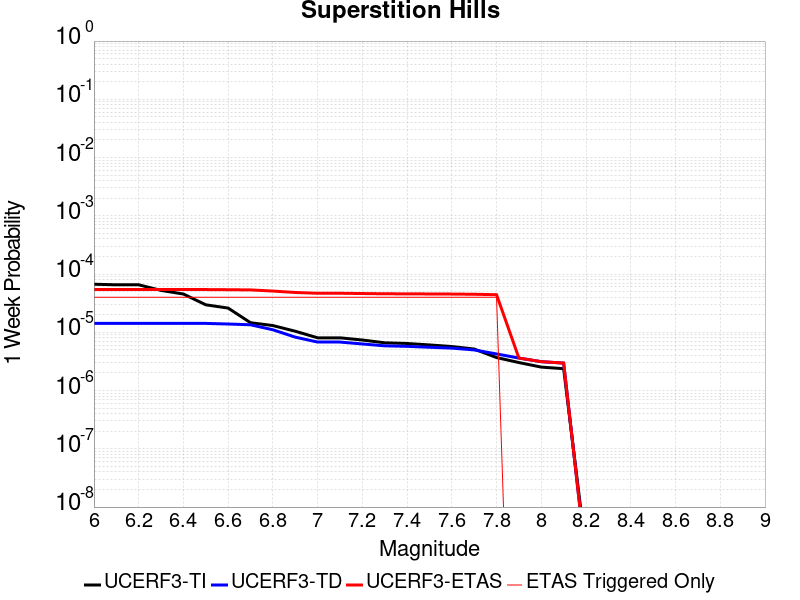 Superstition Hills
10^0
10^-1
10^-2
10^-3
10^-4
10^-5
10^-6
10^-7
10^-8
1 Week Probability
6 6.2 6.4 6.6 6.8 7 7.2 7.4 7.6 7.8 8 8.2 8.4 8.6 8.8 9
Magnitude
UCERF3-TI UCERF3-TD UCERF3-ETAS ETAS Triggered Only